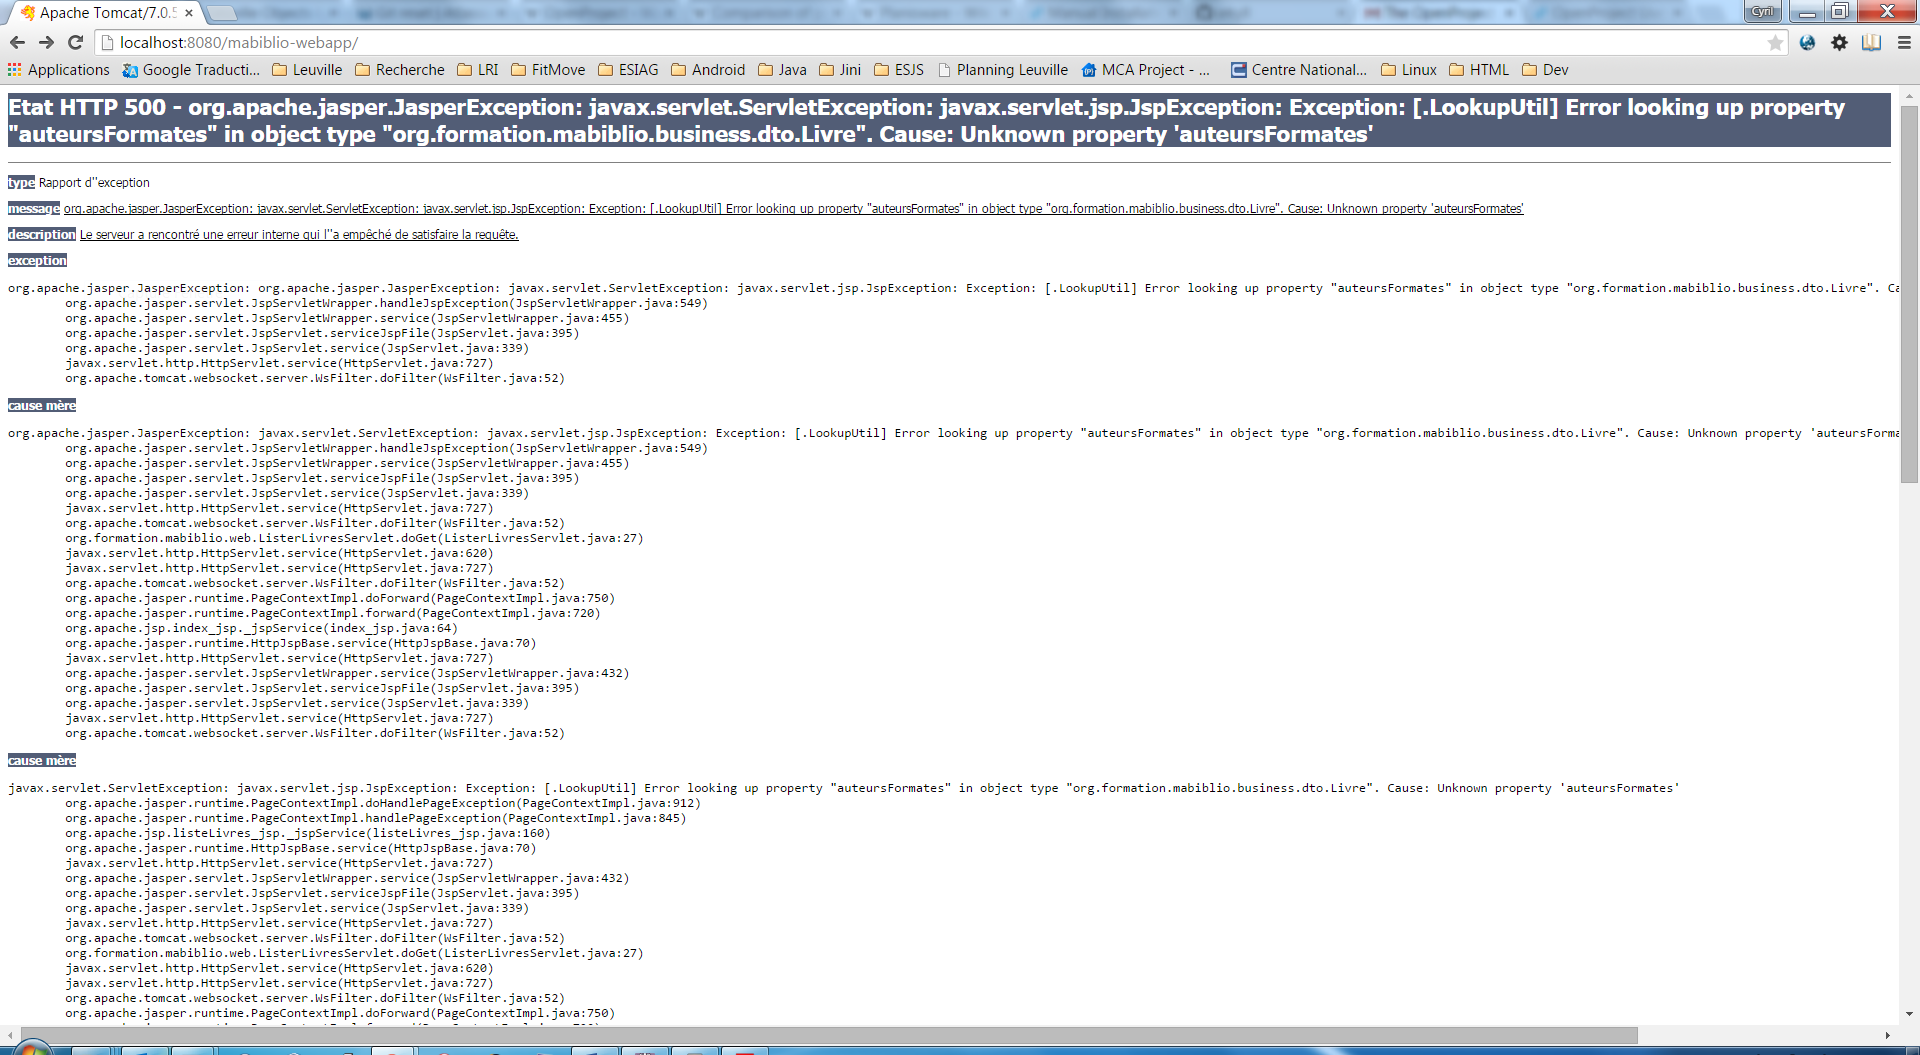 Apache Tomcat/7.0.5
Cyril
localhost:8080/mabiblio-webapp/
Applications Google Traducti... Leuville Recherche LRI FitMove ESIAG Android Java Jini ESJS Planning Leuville MCA Project - ... Centre National... Linux HTML Dev
Etat HTTP 500 - org.apache.jasper.JasperException: javax.servlet.ServletException: javax.servlet.jsp.JspException: Exception: [.LookupUtil] Error looking up property
"auteursFormates" in object type "org.formation.mabiblio.business.dto.Livre". Cause: Unknown property 'auteursFormates'
type Rapport d''exception
message org.apache.jasper.JasperException: javax.servlet.ServletException: javax.servlet.jsp.JspException: Exception: [.LookupUtil] Error looking up property "auteursFormates" in object type "org.formation.mabiblio.business.dto.Livre". Cause: Unknown property 'auteursFormates'
description Le serveur a rencontré une erreur interne qui l''a empêché de satisfaire la requête.
exception
org.apache.jasper.JasperException: org.apache.jasper.JasperException: javax.servlet.ServletException: javax.servlet.jsp.JspException: Exception: [.LookupUtil] Error looking up property "auteursFormates" in object type "org.formation.mabiblio.business.dto.Livre". Ca
org.apache.jasper.servlet.JspServletWrapper.handleJspException(JspServletWrapper.java:549)
org.apache.jasper.servlet.JspServletWrapper.service(JspServletWrapper.java:455)
org.apache.jasper.servlet.JspServlet.serviceJspFile(JspServlet.java:395)
org.apache.jasper.servlet.JspServlet.service(JspServlet.java:339)
javax.servlet.http.HttpServlet.service(HttpServlet.java:727)
org.apache.tomcat.websocket.server.WsFilter.doFilter(WsFilter.java:52)
cause mère
org.apache.jasper.JasperException: javax.servlet.ServletException: javax.servlet.jsp.JspException: Exception: [.LookupUtil] Error looking up property "auteursFormates" in object type "org.formation.mabiblio.business.dto.Livre". Cause: Unknown property 'auteursForma
org.apache.jasper.servlet.JspServletWrapper.handleJspException(JspServletWrapper.java:549)
org.apache.jasper.servlet.JspServletWrapper.service(JspServletWrapper.java:455)
org.apache.jasper.servlet.JspServlet.serviceJspFile(JspServlet.java:395)
org.apache.jasper.servlet.JspServlet.service(JspServlet.java:339)
javax.servlet.http.HttpServlet.service(HttpServlet.java:727)
org.apache.tomcat.websocket.server.WsFilter.doFilter(WsFilter.java:52)
org.formation.mabiblio.web.ListerLivresServlet.doGet(ListerLivresServlet.java:27)
javax.servlet.http.HttpServlet.service(HttpServlet.java:620)
javax.servlet.http.HttpServlet.service(HttpServlet.java:727)
org.apache.tomcat.websocket.server.WsFilter.doFilter(WsFilter.java:52)
org.apache.jasper.runtime.PageContextImpl.doForward(PageContextImpl.java:750)
org.apache.jasper.runtime.PageContextImpl.forward(PageContextImpl.java:720)
org.apache.jsp.index_jsp._jspService(index_jsp.java:64)
org.apache.jasper.runtime.HttpJspBase.service(HttpJspBase.java:70)
javax.servlet.http.HttpServlet.service(HttpServlet.java:727)
org.apache.jasper.servlet.JspServletWrapper.service(JspServletWrapper.java:432)
org.apache.jasper.servlet.JspServlet.serviceJspFile(JspServlet.java:395)
org.apache.jasper.servlet.JspServlet.service(JspServlet.java:339)
javax.servlet.http.HttpServlet.service(HttpServlet.java:727)
org.apache.tomcat.websocket.server.WsFilter.doFilter(WsFilter.java:52)
cause mère
javax.servlet.ServletException: javax.servlet.jsp.JspException: Exception: [.LookupUtil] Error looking up property "auteursFormates" in object type "org.formation.mabiblio.business.dto.Livre". Cause: Unknown property 'auteursFormates'
org.apache.jasper.runtime.PageContextImpl.doHandlePageException(PageContextImpl.java:912)
org.apache.jasper.runtime.PageContextImpl.handlePageException(PageContextImpl.java:845)
org.apache.jsp.listeLivres_jsp._jspService(listeLivres_jsp.java:160)
org.apache.jasper.runtime.HttpJspBase.service(HttpJspBase.java:70)
javax.servlet.http.HttpServlet.service(HttpServlet.java:727)
org.apache.jasper.servlet.JspServletWrapper.service(JspServletWrapper.java:432)
org.apache.jasper.servlet.JspServlet.serviceJspFile(JspServlet.java:395)
org.apache.jasper.servlet.JspServlet.service(JspServlet.java:339)
javax.servlet.http.HttpServlet.service(HttpServlet.java:727)
org.apache.tomcat.websocket.server.WsFilter.doFilter(WsFilter.java:52)
org.formation.mabiblio.web.ListerLivresServlet.doGet(ListerLivresServlet.java:27)
javax.servlet.http.HttpServlet.service(HttpServlet.java:620)
javax.servlet.http.HttpServlet.service(HttpServlet.java:727)
org.apache.tomcat.websocket.server.WsFilter.doFilter(WsFilter.java:52)
org.apache.jasper.runtime.PageContextImpl.doForward(PageContextImpl.java:750)